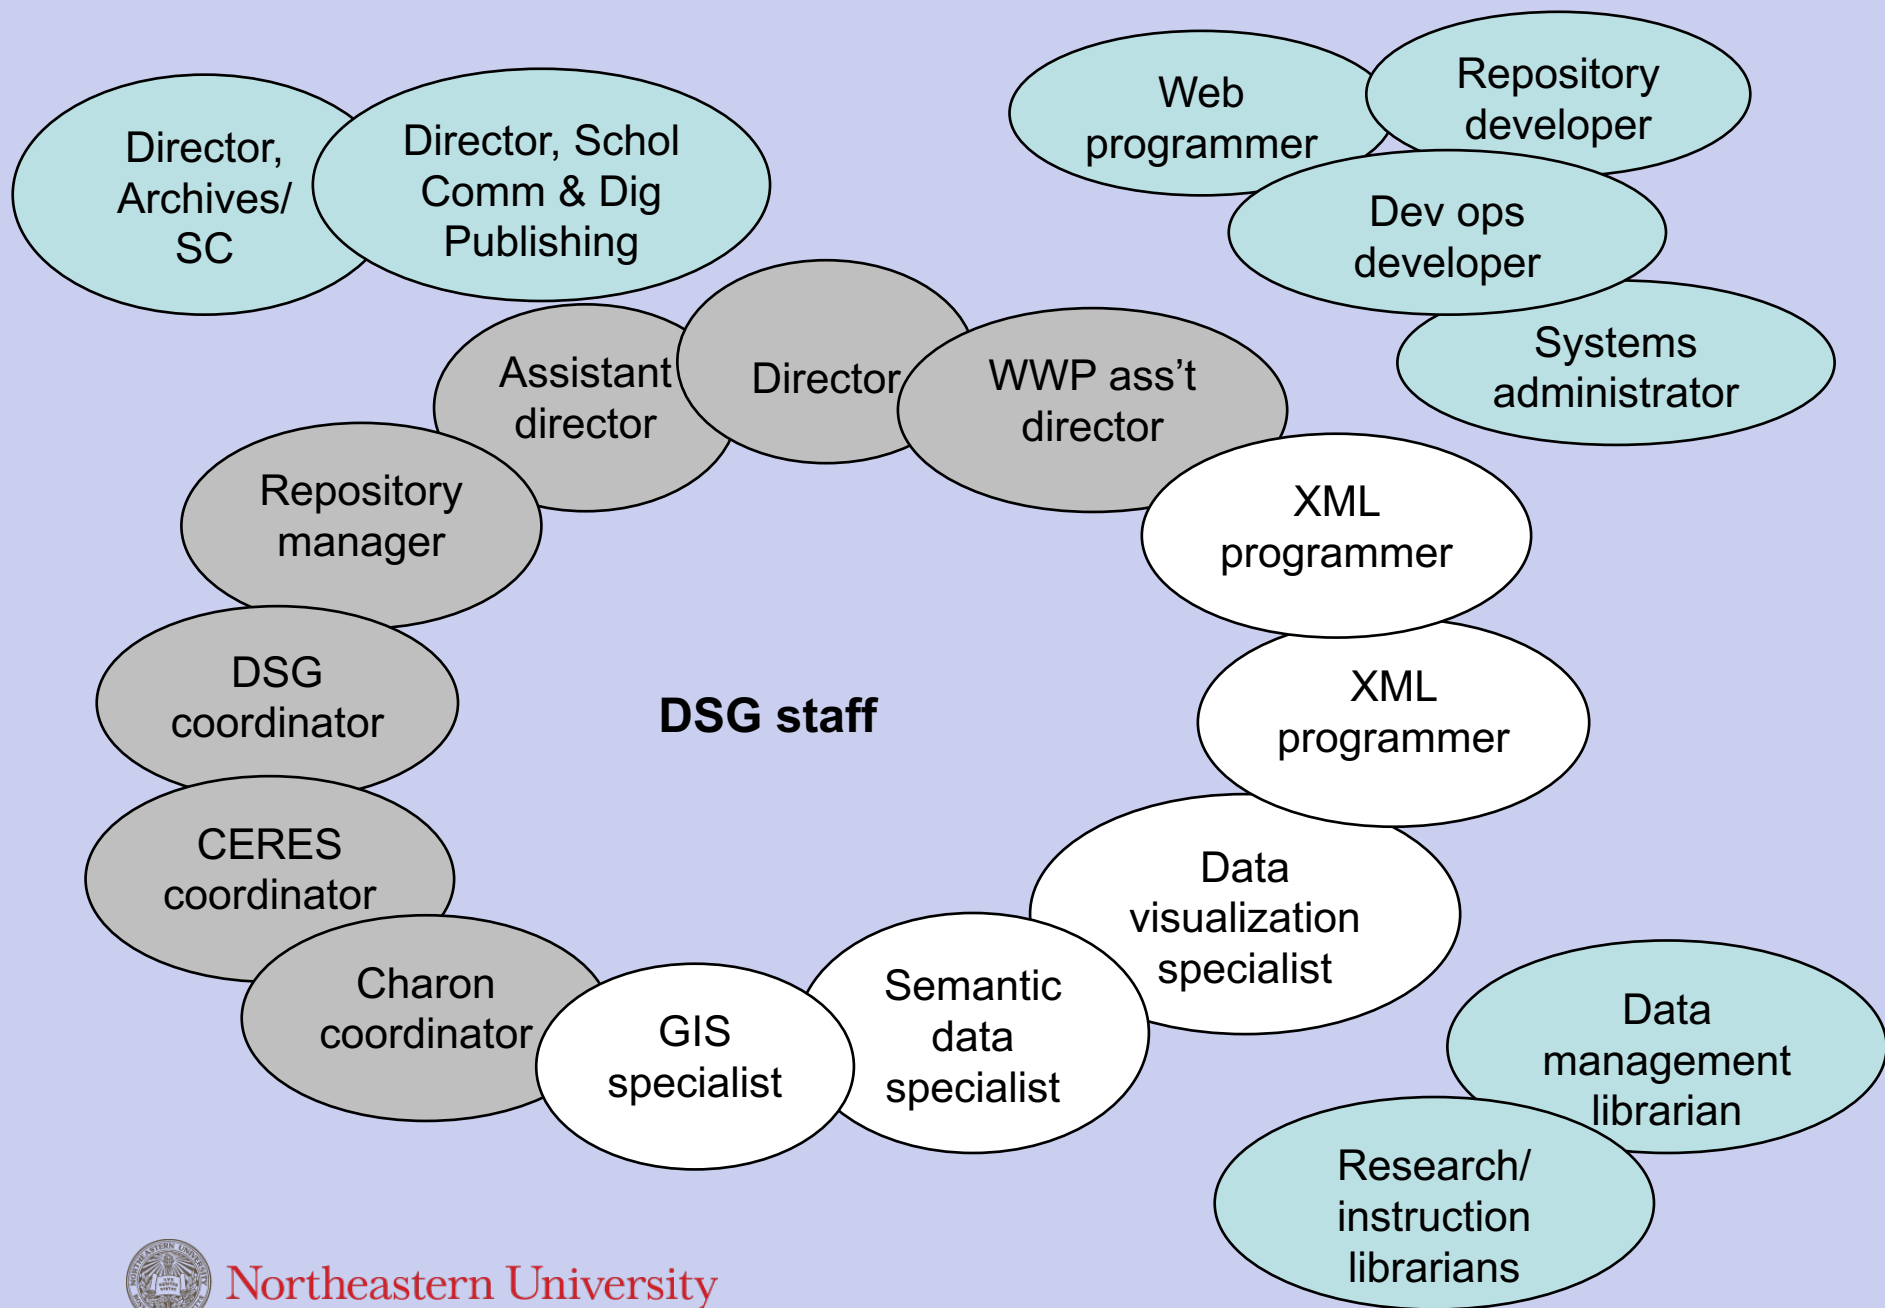 Director,
Archives/
SC
Director, Schol
Comm & Dig
Publishing
Web
programmer
Repository
developer
Dev ops
developer
Systems
administrator
Assistant
director
Director
WWP ass’t
director
Repository
manager
XML
programmer
DSG
coordinator
DSG staff
XML
programmer
CERES
coordinator
Data
visualization
specialist
Charon
coordinator
GIS
specialist
Semantic
data
specialist
Data
management
librarian
Research/
instruction
librarians
Northeastern University